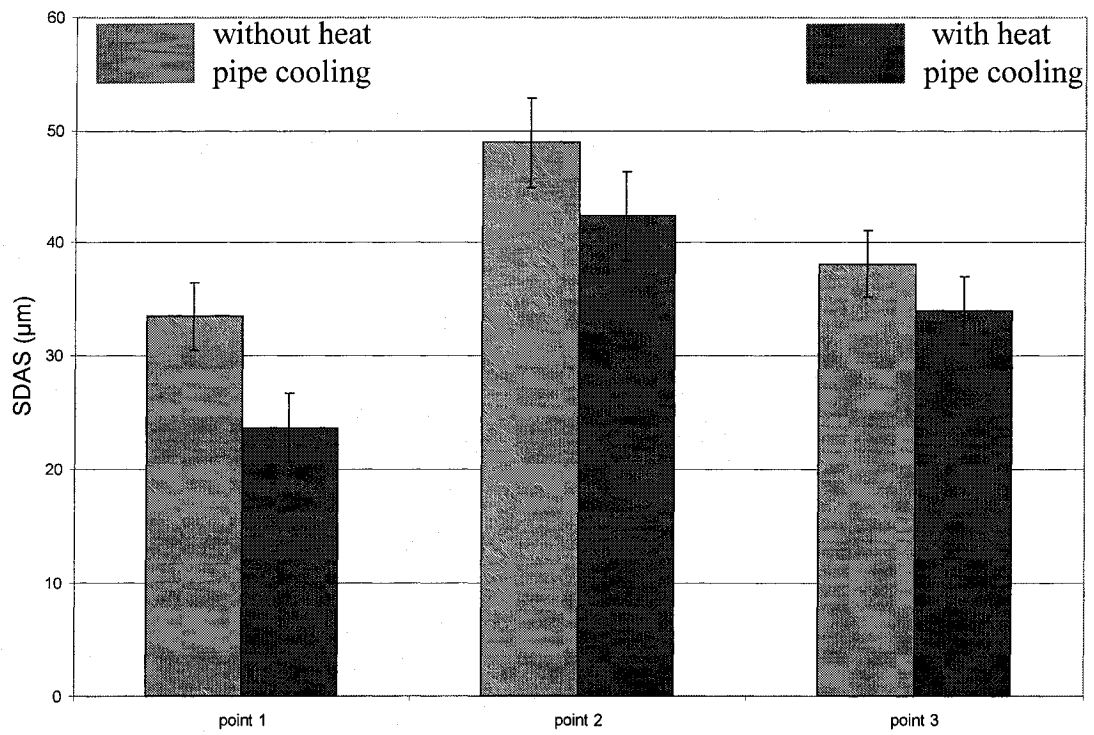 60
50
40
30
20
10
0
SDAS (µm)
without heat
pipe cooling
with heat
pipe cooling
point 1
point 2
point 3